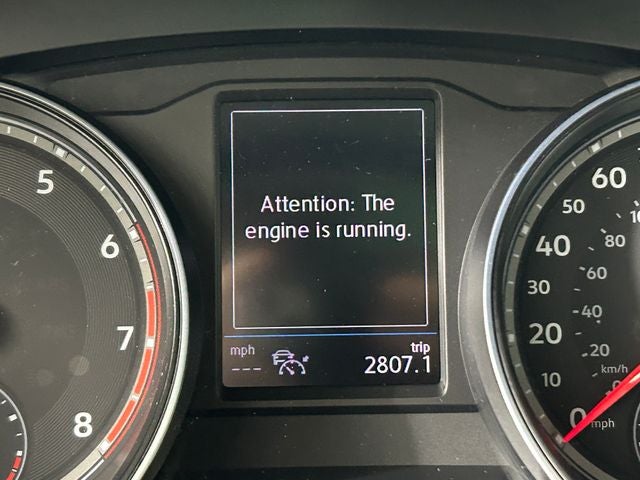 Attention: The
engine is running.
mph
---
trip
2807.1
5
6
7
8
60
50
40
30
20
10
0
mph
80
60
40
20
km/h